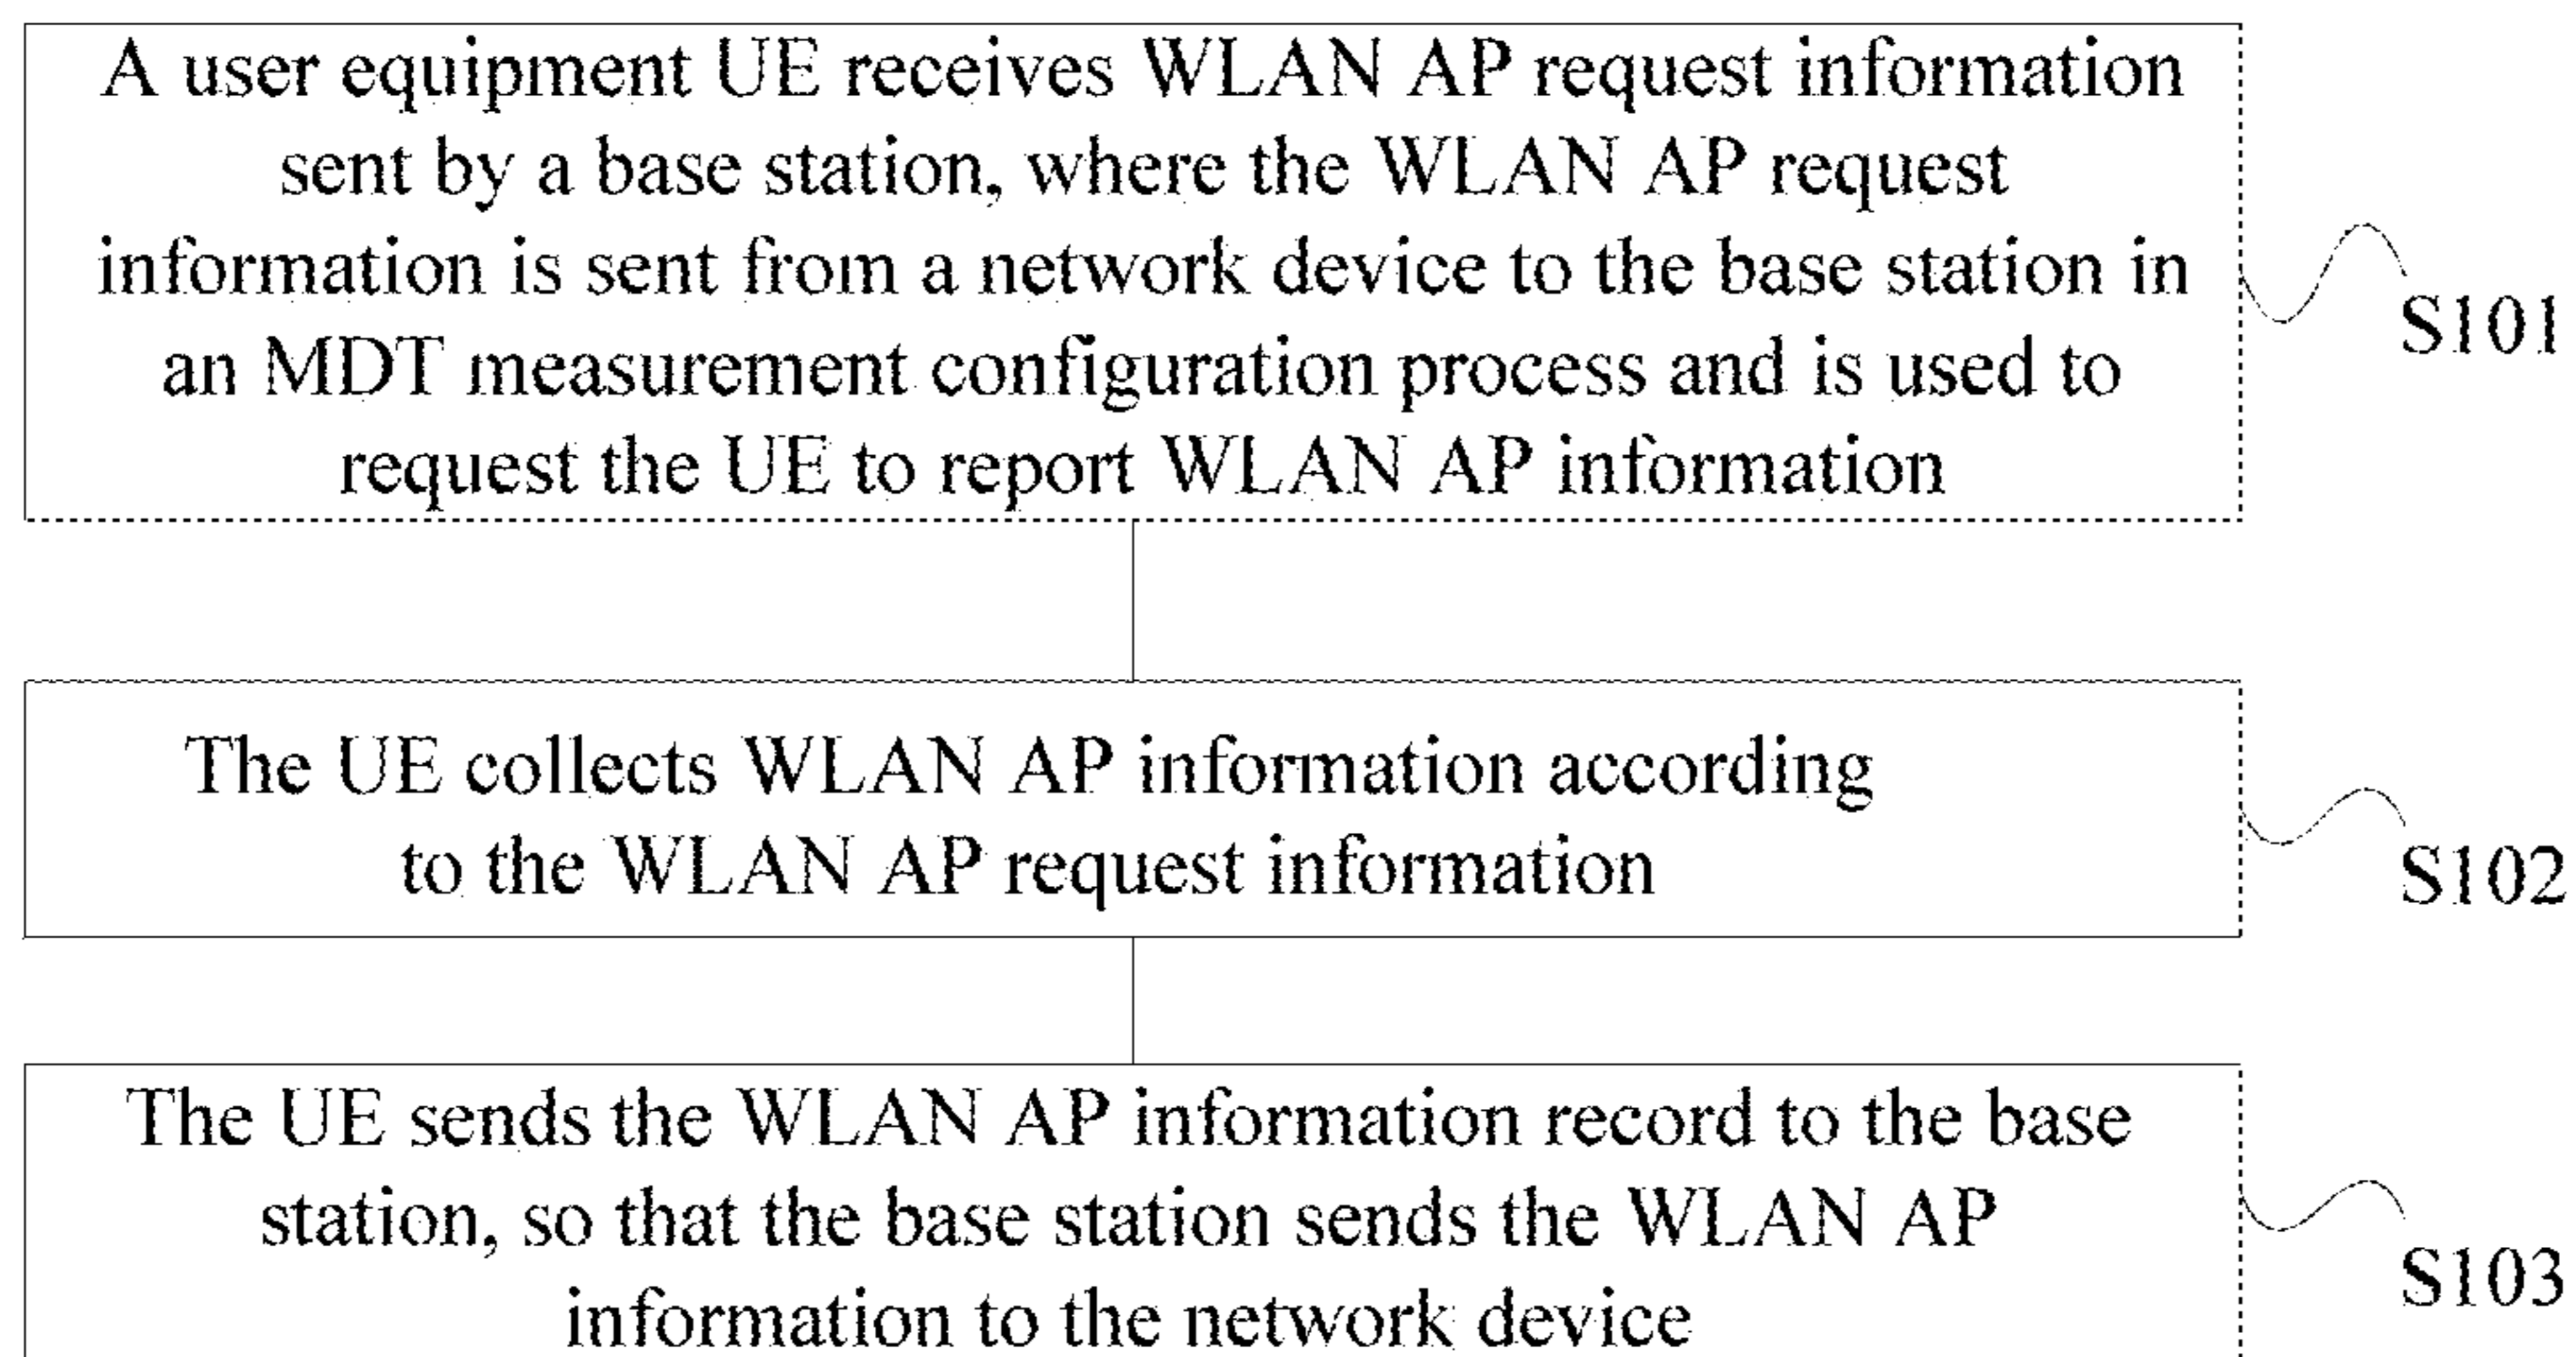 A user equipment UE receives WLAN AP request information
sent by a base station, where the WLAN AP request
information is sent from a network device to the base station in
an MDT measurement configuration process and is used to
request the UE to report WLAN AP information
S101
The UE collects WLAN AP information according
to the WLAN AP request information
S102
The UE sends the WLAN AP information record to the base
station, so that the base station sends the WLAN AP
information to the network device
S103